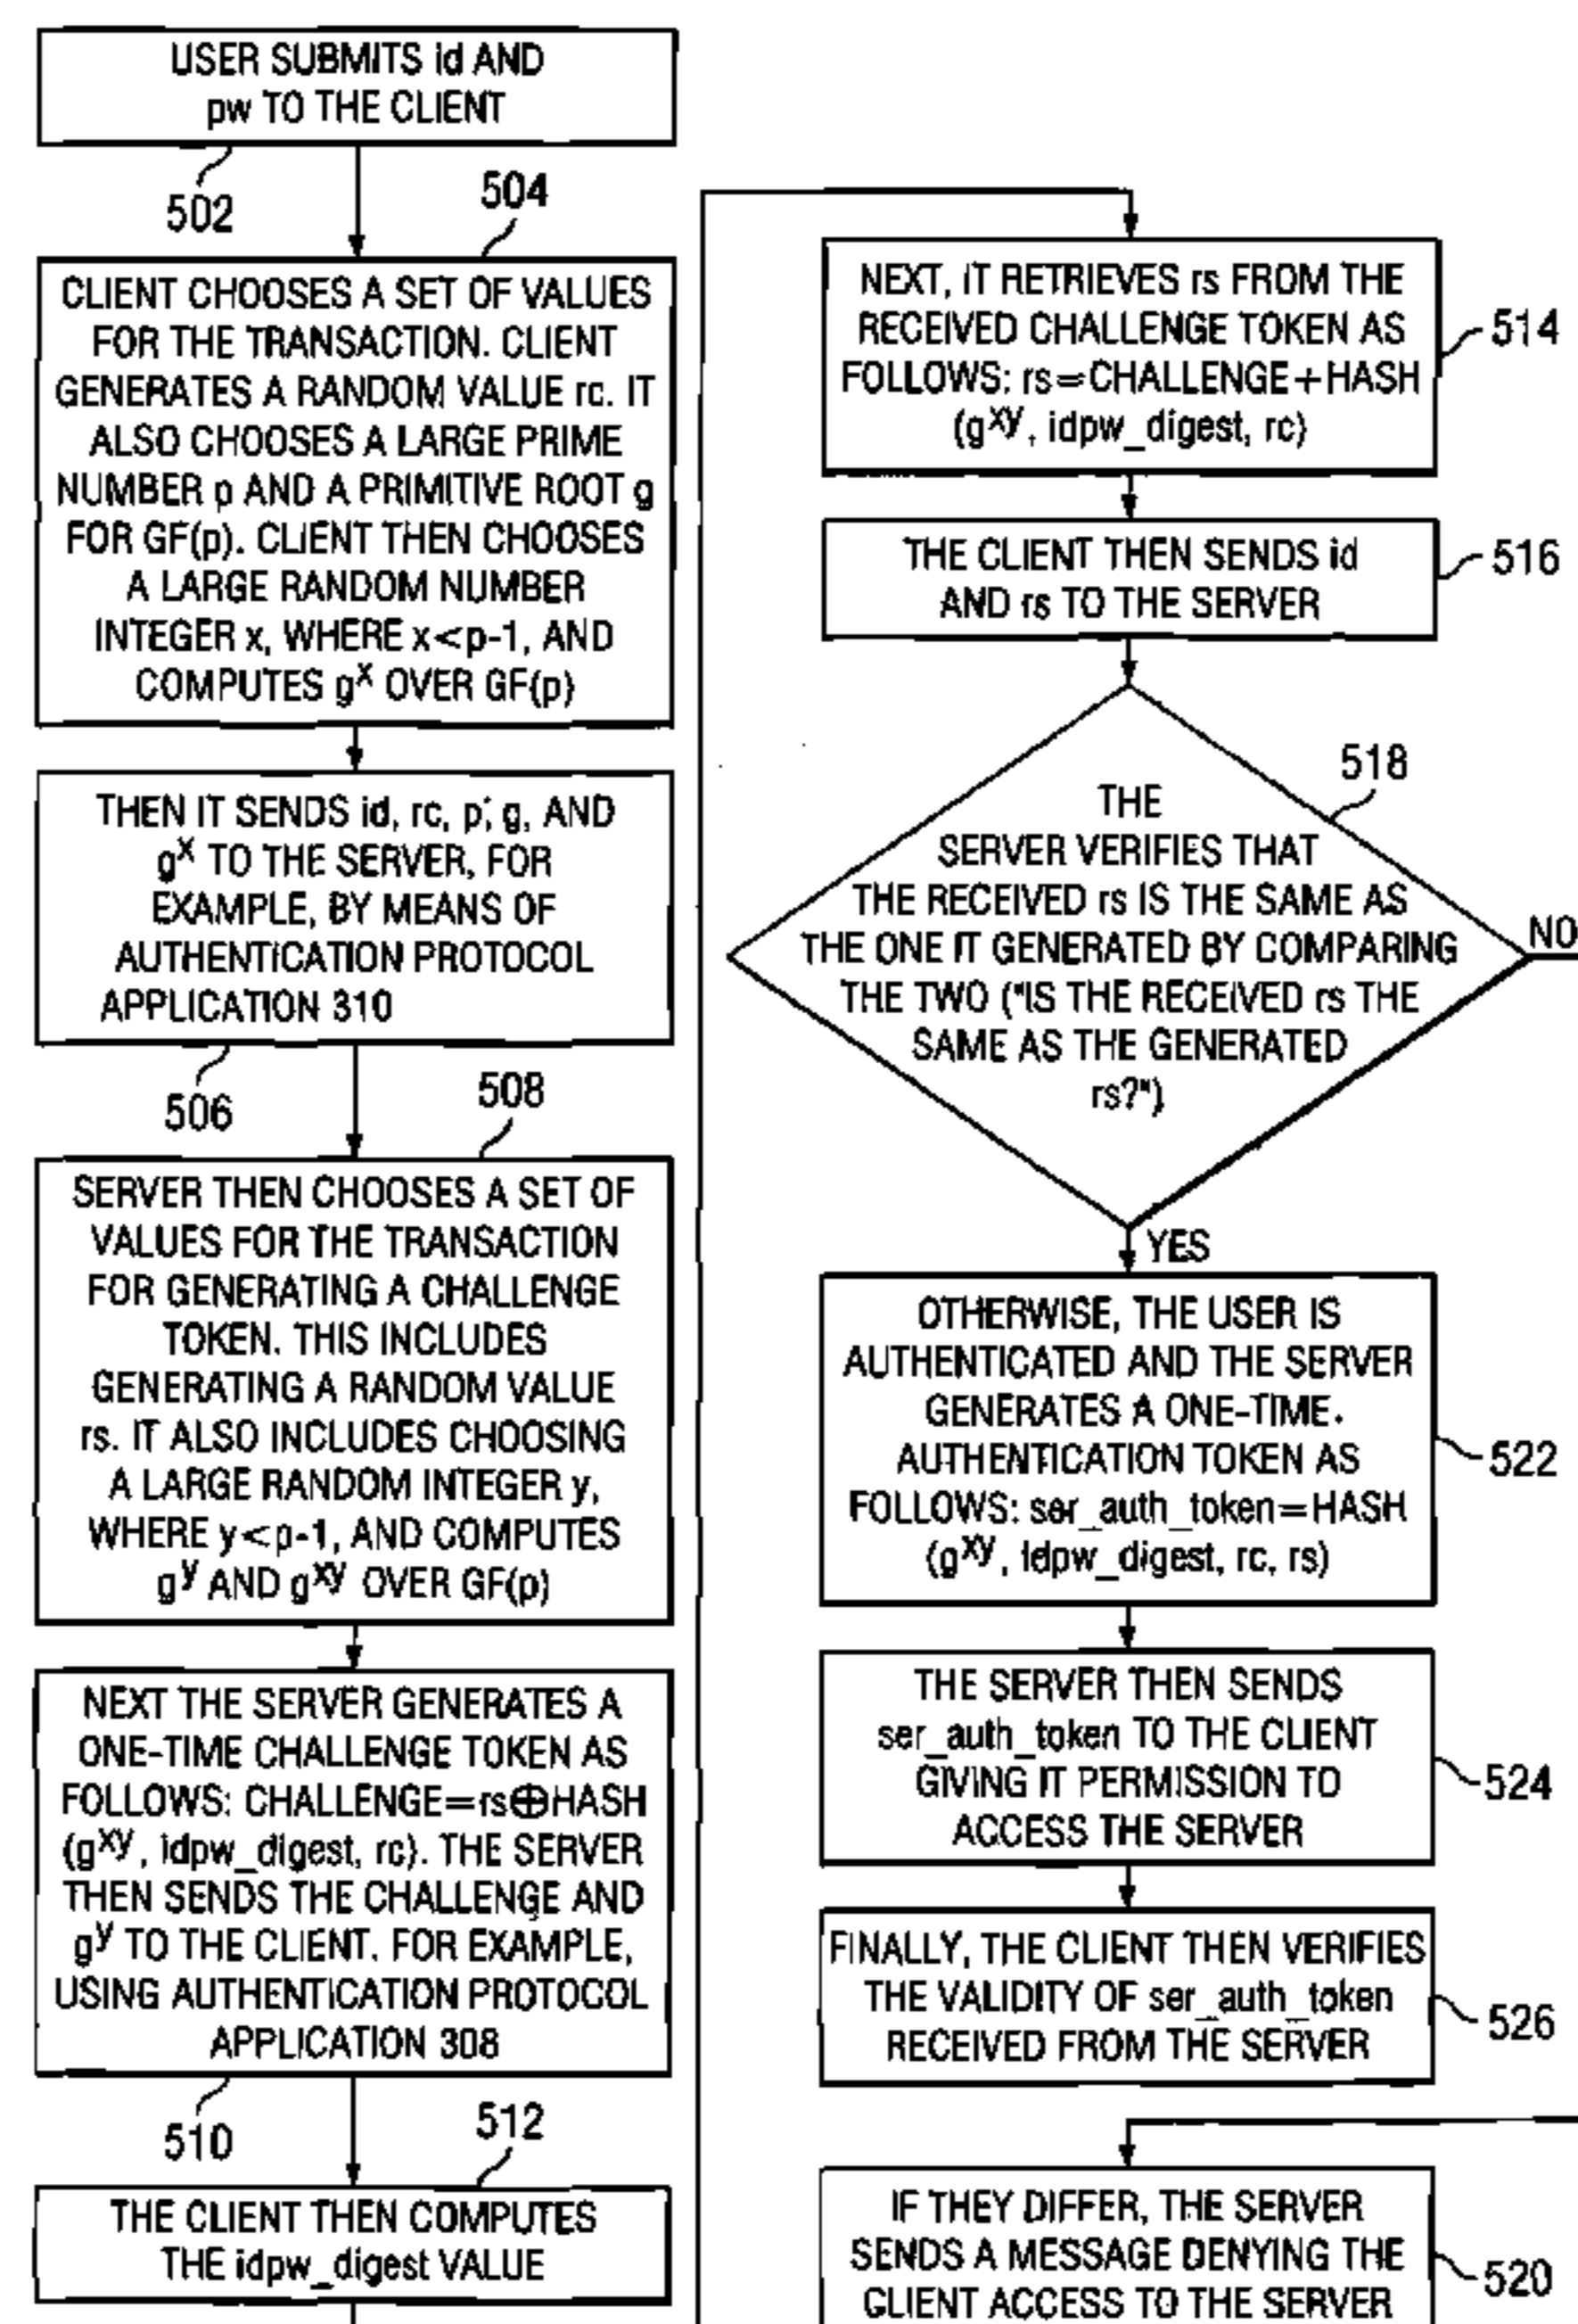 USER SUBMITS id AND
pw TO THE CLIENT
502
504
CLIENT CHOOSES A SET OF VALUES
FOR THE TRANSACTION. CLIENT
GENERATES A RANDOM VALUE rc. IT
ALSO CHOOSES A LARGE PRIME
NUMBER p AND A PRIMITIVE ROOT g
FOR GF(p). CLIENT THEN CHOOSES
A LARGE RANDOM NUMBER
INTEGER x, WHERE x<p-1, AND
COMPUTES gˣ OVER GF(p)
THEN IT SENDS id, rc, p, g, AND
gˣ TO THE SERVER, FOR
EXAMPLE, BY MEANS OF
AUTHENTICATION PROTOCOL
APPLICATION 310
506
508
SERVER THEN CHOOSES A SET OF
VALUES FOR THE TRANSACTION
FOR GENERATING A CHALLENGE
TOKEN. THIS INCLUDES
GENERATING A RANDOM VALUE
rs. IT ALSO INCLUDES CHOOSING
A LARGE RANDOM INTEGER y,
WHERE y<p-1, AND COMPUTES
gʸ AND gˣʸ OVER GF(p)
NEXT THE SERVER GENERATES A
ONE-TIME CHALLENGE TOKEN AS
FOLLOWS: CHALLENGE=rs⊕HASH
(gˣʸ, idpw_digest, rc). THE SERVER
THEN SENDS THE CHALLENGE AND
gʸ TO THE CLIENT. FOR EXAMPLE,
USING AUTHENTICATION PROTOCOL
APPLICATION 308
510
512
THE CLIENT THEN COMPUTES
THE idpw_digest VALUE
NEXT, IT RETRIEVES rs FROM THE
RECEIVED CHALLENGE TOKEN AS
FOLLOWS: rs=CHALLENGE+HASH
(gˣʸ, idpw_digest, rc)
514
THE CLIENT THEN SENDS id
AND rs TO THE SERVER
516
518
THE
SERVER VERIFIES THAT
THE RECEIVED rs IS THE SAME AS
THE ONE IT GENERATED BY COMPARING
THE TWO ("IS THE RECEIVED rs THE
SAME AS THE GENERATED
rs?")
NO
YES
OTHERWISE, THE USER IS
AUTHENTICATED AND THE SERVER
GENERATES A ONE-TIME.
AUTHENTICATION TOKEN AS
FOLLOWS: ser_auth_token=HASH
(gˣʸ, idpw_digest, rc, rs)
522
THE SERVER THEN SENDS
ser_auth_token TO THE CLIENT
GIVING IT PERMISSION TO
ACCESS THE SERVER
524
FINALLY, THE CLIENT THEN VERIFIES
THE VALIDITY OF ser_auth_token
RECEIVED FROM THE SERVER
526
IF THEY DIFFER, THE SERVER
SENDS A MESSAGE DENYING THE
CLIENT ACCESS TO THE SERVER
520